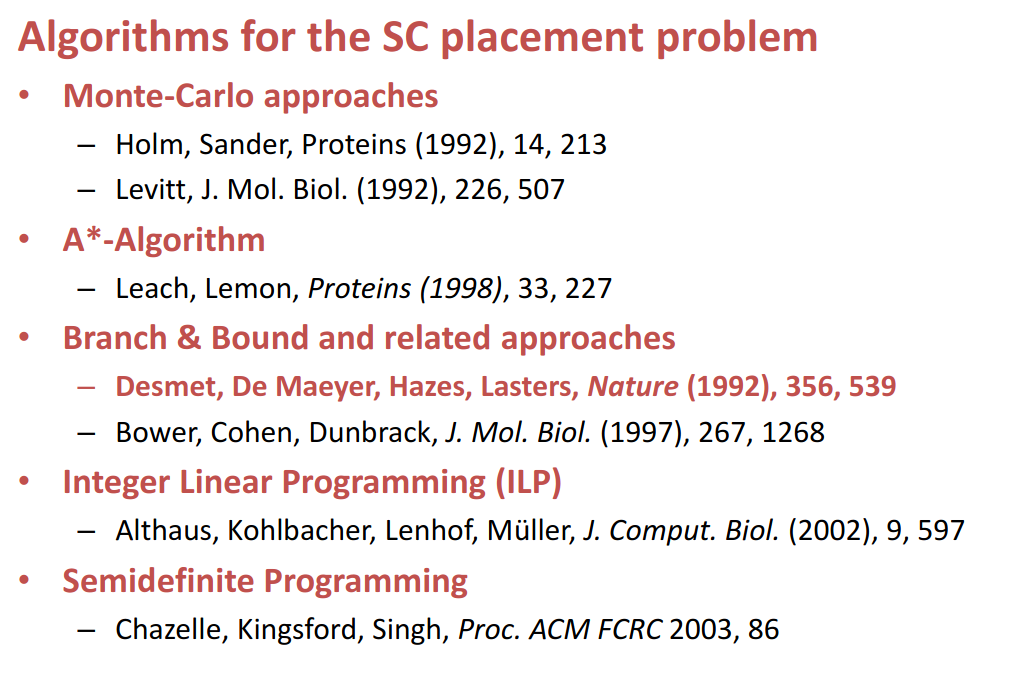 Algorithms for the SC placement problem
• Monte-Carlo approaches
– Holm, Sander, Proteins (1992), 14, 213
– Levitt, J. Mol. Biol. (1992), 226, 507
• A*-Algorithm
– Leach, Lemon, Proteins (1998), 33, 227
• Branch & Bound and related approaches
– Desmet, De Maeyer, Hazes, Lasters, Nature (1992), 356, 539
– Bower, Cohen, Dunbrack, J. Mol. Biol. (1997), 267, 1268
• Integer Linear Programming (ILP)
– Althaus, Kohlbacher, Lenhof, Müller, J. Comput. Biol. (2002), 9, 597
• Semidefinite Programming
– Chazelle, Kingsford, Singh, Proc. ACM FCRC 2003, 86